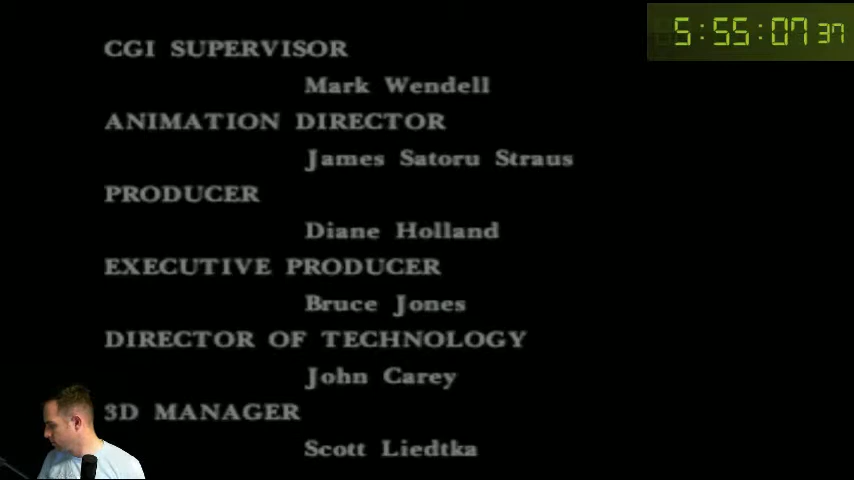 5:55:07 37
CGI SUPERVISOR
Mark Wendell
ANIMATION DIRECTOR
James Satoru Straus
PRODUCER
Diane Holland
EXECUTIVE PRODUCER
Bruce Jones
DIRECTOR OF TECHNOLOGY
John Carey
3D MANAGER
Scott Liedtka